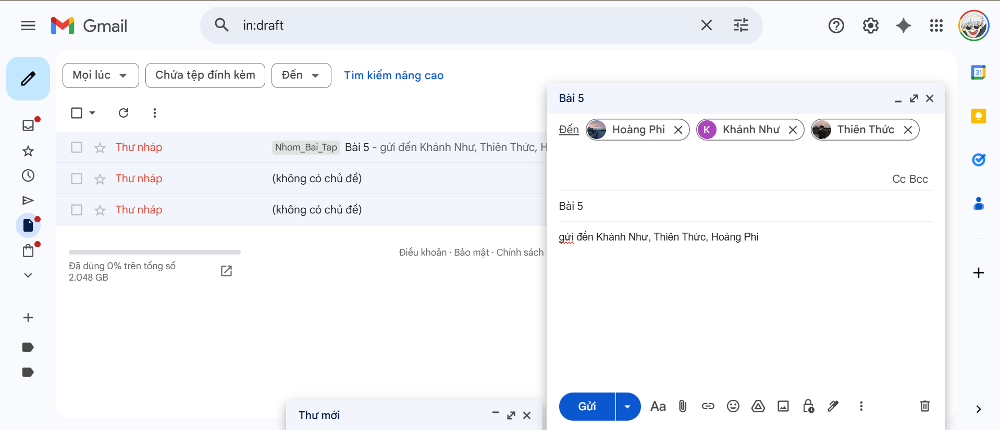 Gmail
in:draft
Mọi lúc
Chứa tệp đính kèm
Đến
Tìm kiếm nâng cao
31
Thư nháp
Nhom_Bai_Tap Bài 5 - gửi đến Khánh Như, Thiên Thức, H
Thư nháp
(không có chủ đề)
Thư nháp
(không có chủ đề)
Đã dùng 0% trên tổng số
2.048 GB
Điều khoản · Bảo mật · Chính sách
Thư mới
Bài 5
Đến Hoàng Phi K Khánh Như Thiên Thức
Cc Bcc
Bài 5
gứi đến Khánh Như, Thiên Thức, Hoàng Phi
Gửi
Aa